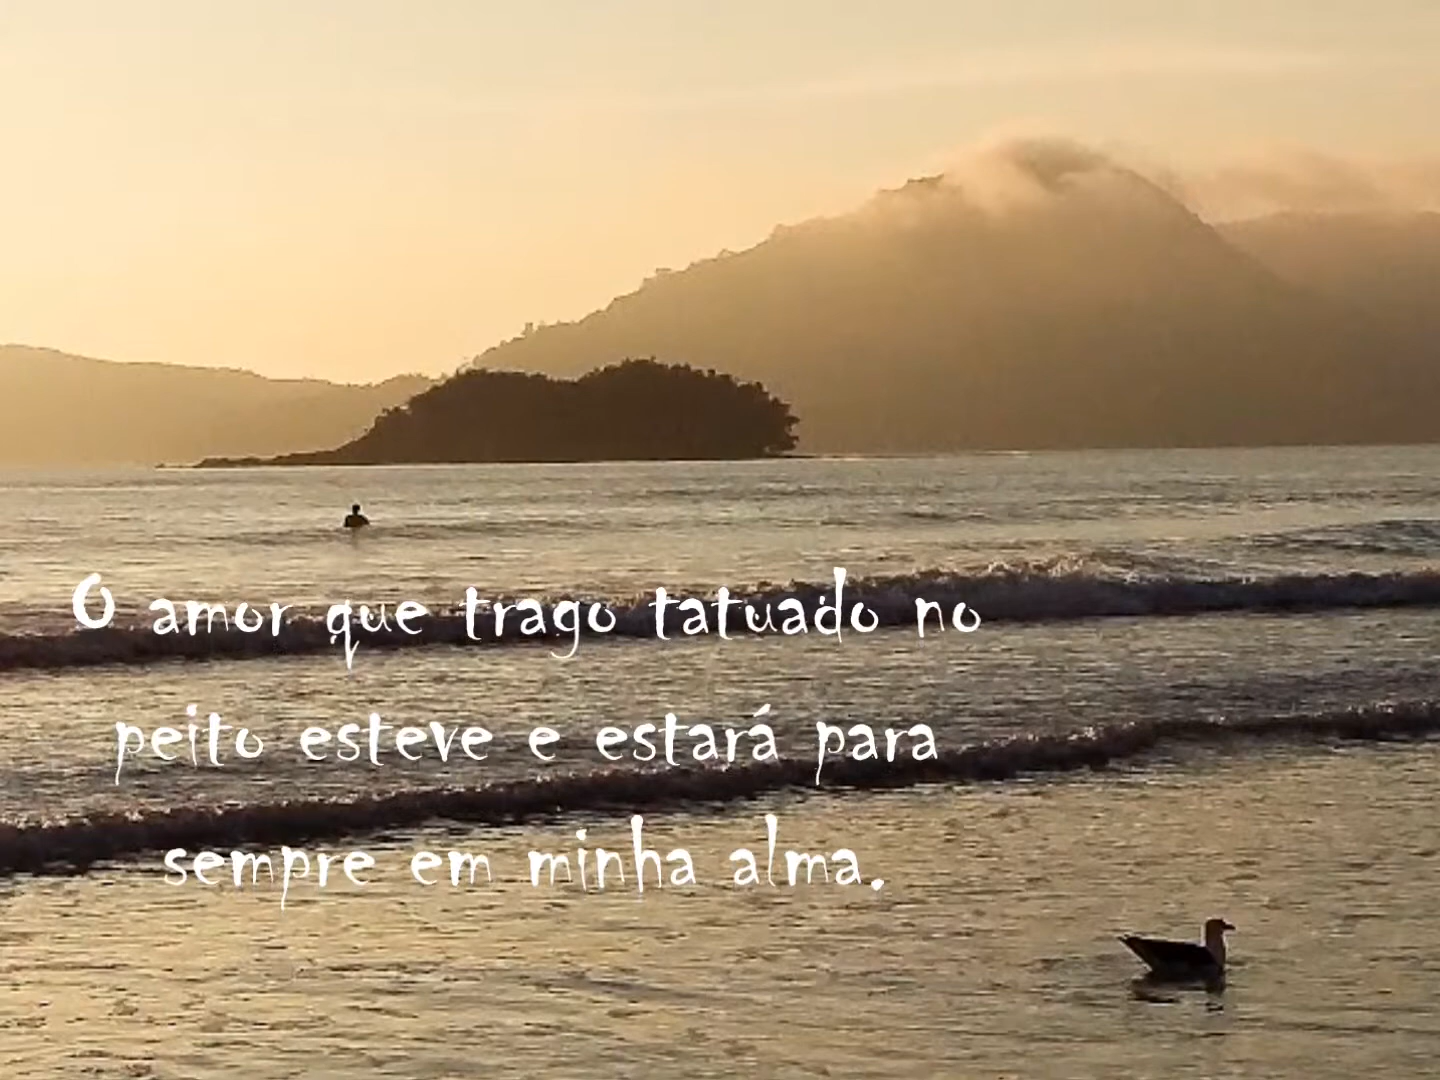 O amor que trago tatuado no
peito esteve e estará para
sempre em minha alma.